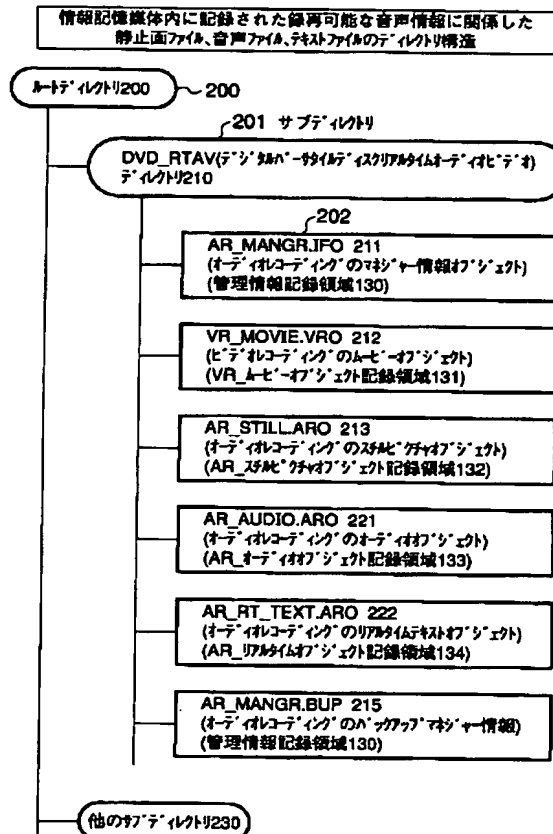 情報記憶媒体内に記録された録再可能な音声情報に関係した
静止画ファイル、音声ファイル、テキストファイルのディレクトリ構造
ルートディレクトリ200
200
201 サブディレクトリ
DVD_RTAV(デジタルバーサタイルディスクリアルタイムオーディオビデオ)
ディレクトリ210
202
AR_MANGR.IFO 211
(オーディオレコーディングのマネジャー情報オブジェクト)
(管理情報記録領域130)
VR_MOVIE.VRO 212
(ビデオレコーディングのムービーオブジェクト)
(VR_ムービーオブジェクト記録領域131)
AR_STILL.ARO 213
(オーディオレコーディングのスチルピクチャオブジェクト)
(AR_スチルピクチャオブジェクト記録領域132)
AR_AUDIO.ARO 221
(オーディオレコーディングのオーディオオブジェクト)
(AR_オーディオオブジェクト記録領域133)
AR_RT_TEXT.ARO 222
(オーディオレコーディングのリアルタイムテキストオブジェクト)
(AR_リアルタイムオブジェクト記録領域134)
AR_MANGR.BUP 215
(オーディオレコーディングのバックアップマネジャー情報)
(管理情報記録領域130)
他のサブディレクトリ230